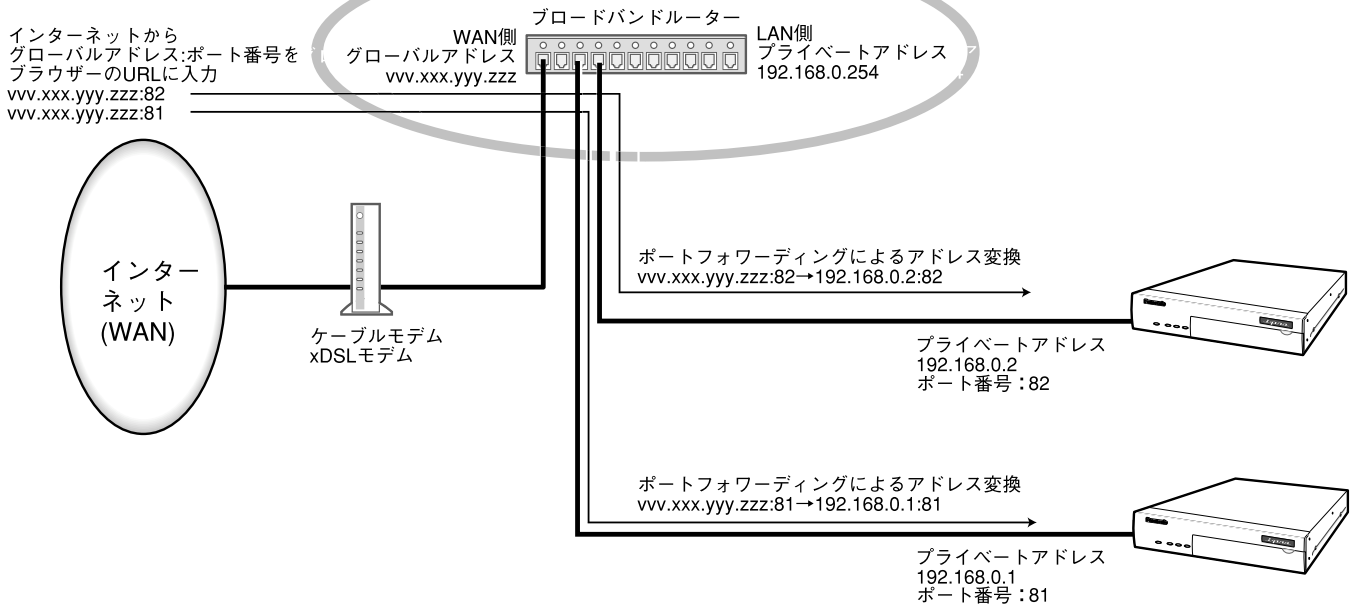 ブロードバンドルーター
インターネットから
グローバルアドレス:ポート番号を
ブラウザーのURLに入力
vvv.xxx.yyy.zzz:82
vvv.xxx.yyy.zzz:81
WAN側
グローバルアドレス
vvv.xxx.yyy.zzz
LAN側
プライベートアドレス
192.168.0.254
インター
ネット
(WAN)
ケーブルモデム
xDSLモデム
ポートフォワーディングによるアドレス変換
vvv.xxx.yyy.zzz:82→192.168.0.2:82
プライベートアドレス
192.168.0.2
ポート番号：82
ポートフォワーディングによるアドレス変換
vvv.xxx.yyy.zzz:81→192.168.0.1:81
プライベートアドレス
192.168.0.1
ポート番号：81